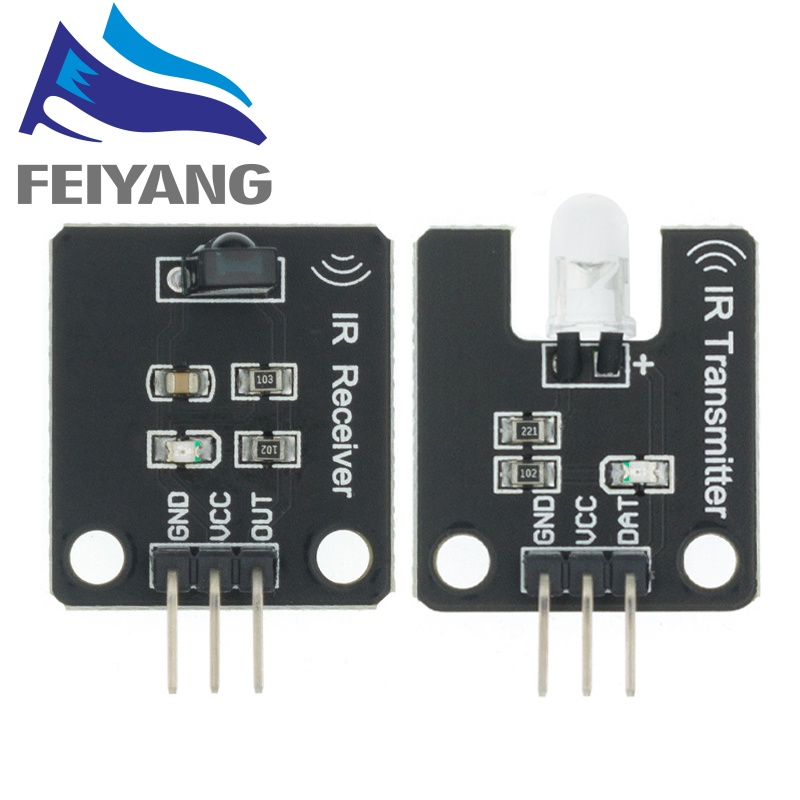 FEIYANG
IR Receiver
103
102
GND
VCC
OUT
IR Transmitter
+
221
102
GND
VCC
DAT